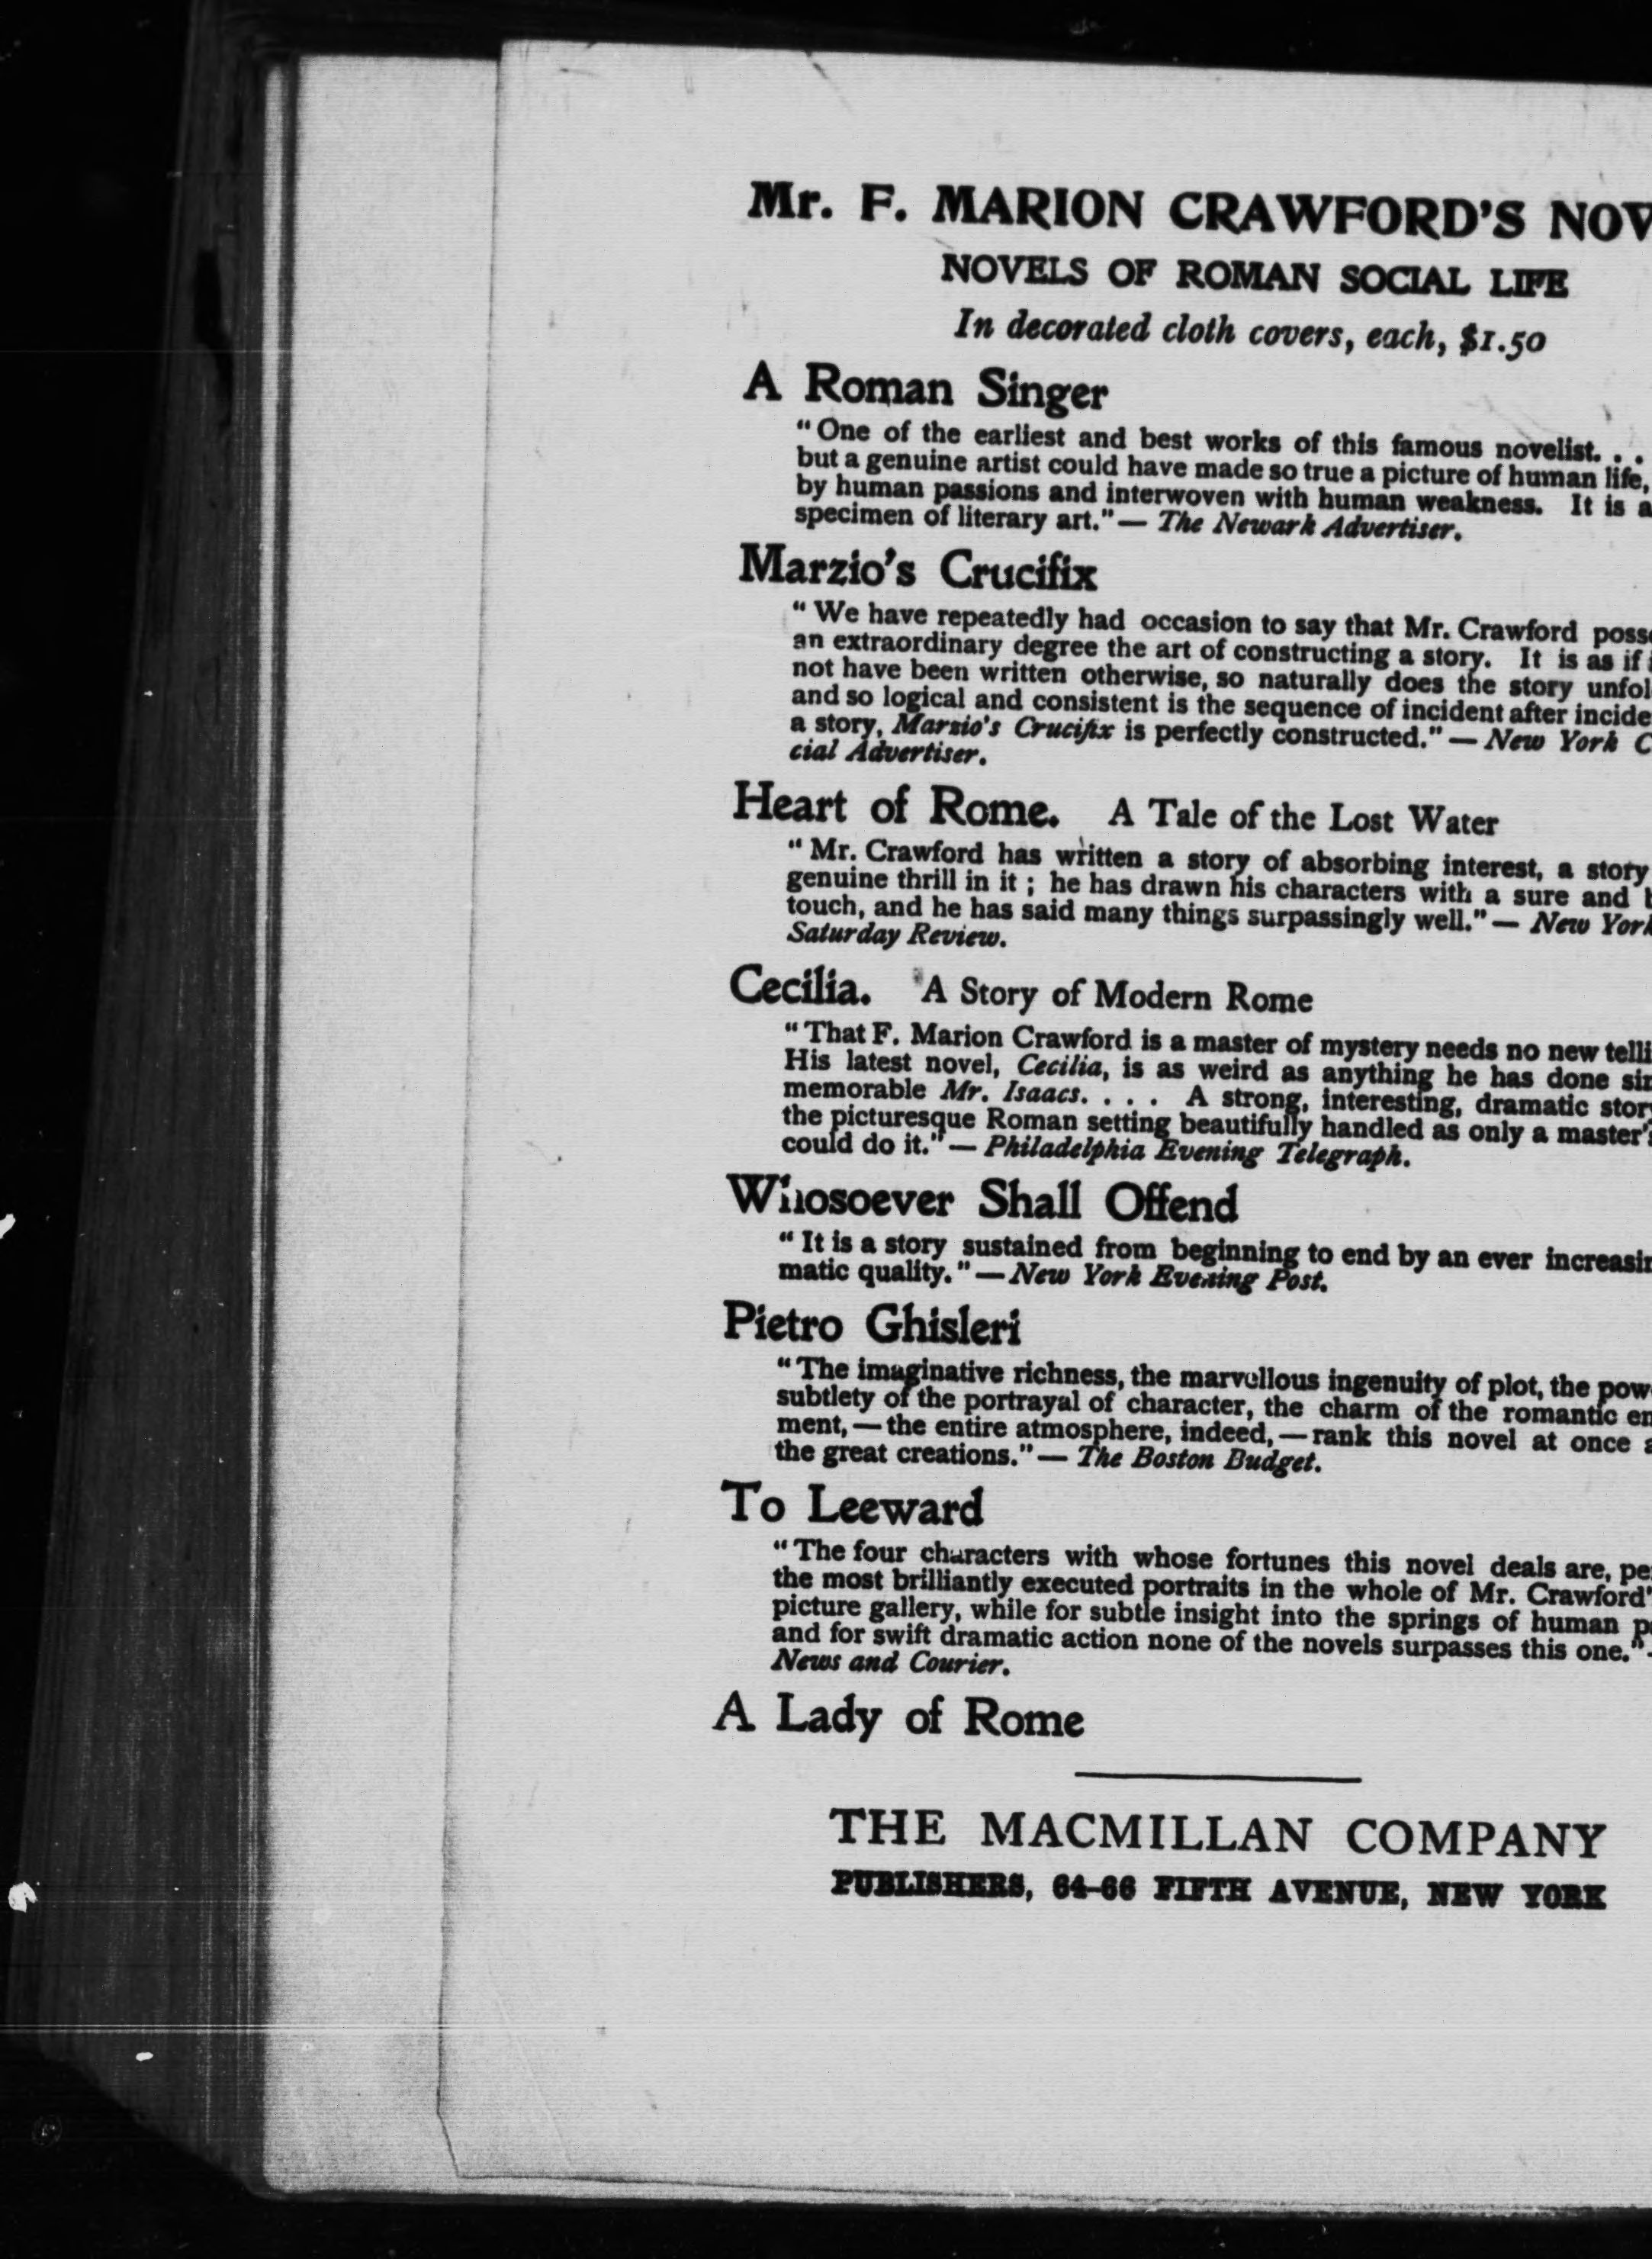 Mr. F. MARION CRAWFORD'S NOV
NOVELS OF ROMAN SOCIAL LIFE
In decorated cloth covers, each, $1.50
A Roman Singer
"One of the earliest and best works of this famous novelist. . .
but a genuine artist could have made so true a picture of human life,
by human passions and interwoven with human weakness. It is a
specimen of literary art."— The Newark Advertiser.
Marzio's Crucifix
"We have repeatedly had occasion to say that Mr. Crawford poss
an extraordinary degree the art of constructing a story. It is as if
not have been written otherwise, so naturally does the story unfol
and so logical and consistent is the sequence of incident after incide
a story, Marzio's Crucifix is perfectly constructed."— New York C
cial Advertiser.
Heart of Rome. A Tale of the Lost Water
"Mr. Crawford has written a story of absorbing interest, a story
genuine thrill in it ; he has drawn his characters with a sure and
touch, and he has said many things surpassingly well."— New York
Saturday Review.
Cecilia. A Story of Modern Rome
"That F. Marion Crawford is a master of mystery needs no new telli
His latest novel, Cecilia, is as weird as anything he has done sin
memorable Mr. Isaacs. . . . A strong, interesting, dramatic story
the picturesque Roman setting beautifully handled as only a master's
could do it."— Philadelphia Evening Telegraph.
Whosoever Shall Offend
"It is a story sustained from beginning to end by an ever increasin
matic quality."—New York Evening Post.
Pietro Ghisleri
"The imaginative richness, the marvellous ingenuity of plot, the pow
subtlety of the portrayal of character, the charm of the romantic en
ment,—the entire atmosphere, indeed,—rank this novel at once a
the great creations."— The Boston Budget.
To Leeward
"The four characters with whose fortunes this novel deals are, per
the most brilliantly executed portraits in the whole of Mr. Crawford'
picture gallery, while for subtle insight into the springs of human p
and for swift dramatic action none of the novels surpasses this one."
News and Courier.
A Lady of Rome
THE MACMILLAN COMPANY
PUBLISHERS, 64-66 FIFTH AVENUE, NEW YORK